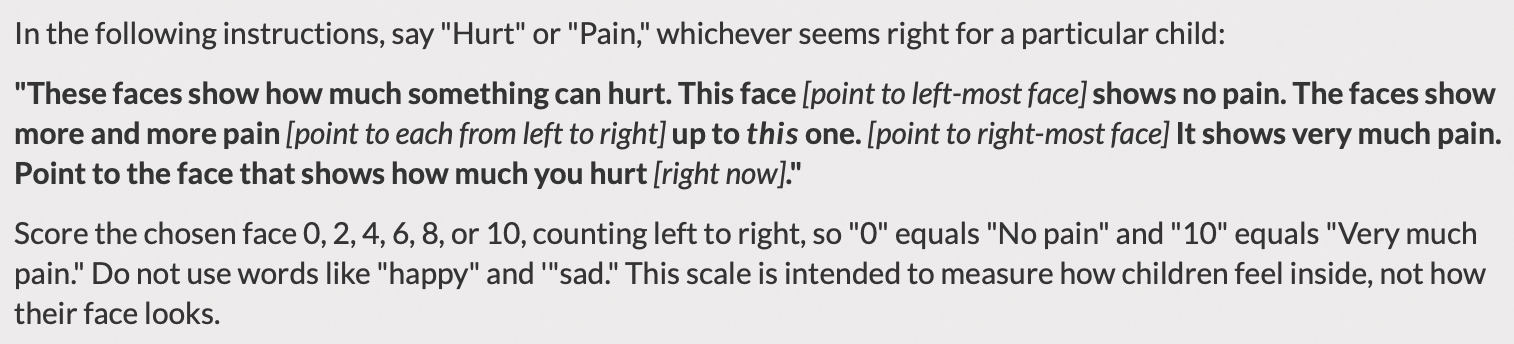 In the following instructions, say "Hurt" or "Pain," whichever seems right for a particular child:
"These faces show how much something can hurt. This face [point to left-most face] shows no pain. The faces show
more and more pain [point to each from left to right] up to this one. [point to right-most face] It shows very much pain.
Point to the face that shows how much you hurt [right now]."
Score the chosen face 0, 2, 4, 6, 8, or 10, counting left to right, so "0" equals "No pain" and "10" equals "Very much
pain." Do not use words like "happy" and '"sad." This scale is intended to measure how children feel inside, not how
their face looks.